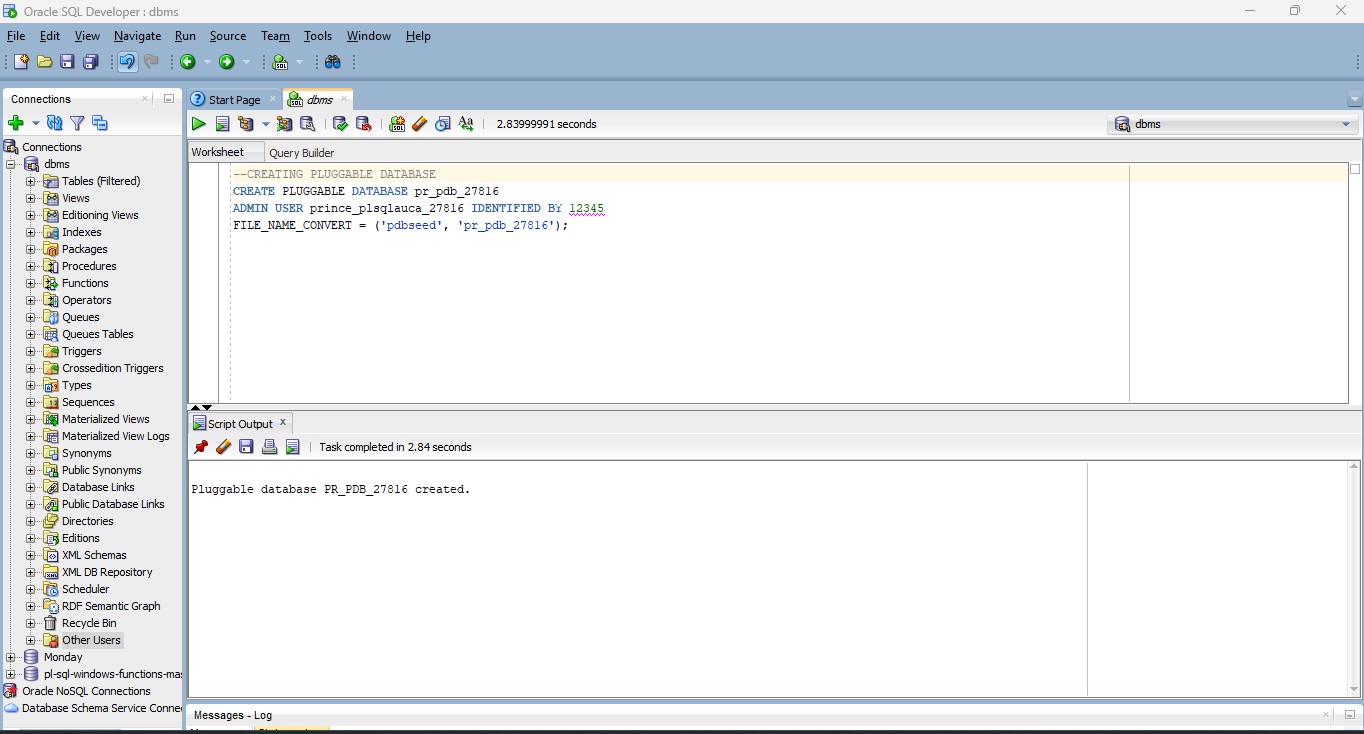 Oracle SQL Developer : dbms
File Edit View Navigate Run Source Team Tools Window Help
Connections
Start Page
dbms
2.83999991 seconds
dbms
Worksheet
Query Builder
Connections
dbms
Tables (Filtered)
Views
Editioning Views
Indexes
Packages
Procedures
Functions
Operators
Queues
Queues Tables
Triggers
Crossedition Triggers
Types
Sequences
Materialized Views
Materialized View Logs
Synonyms
Public Synonyms
Database Links
Public Database Links
Directories
Editions
XML Schemas
XML DB Repository
Scheduler
RDF Semantic Graph
Recycle Bin
Other Users
Monday
pl-sql-windows-functions-mas
Oracle NoSQL Connections
Database Schema Service Conne
--CREATING PLUGGABLE DATABASE
CREATE PLUGGABLE DATABASE pr_pdb_27816
ADMIN USER prince_plsqlauca_27816 IDENTIFIED BY 12345
FILE_NAME_CONVERT = ('pdbseed', 'pr_pdb_27816');
Script Output
Task completed in 2.84 seconds
Pluggable database PR_PDB_27816 created.
Messages - Log